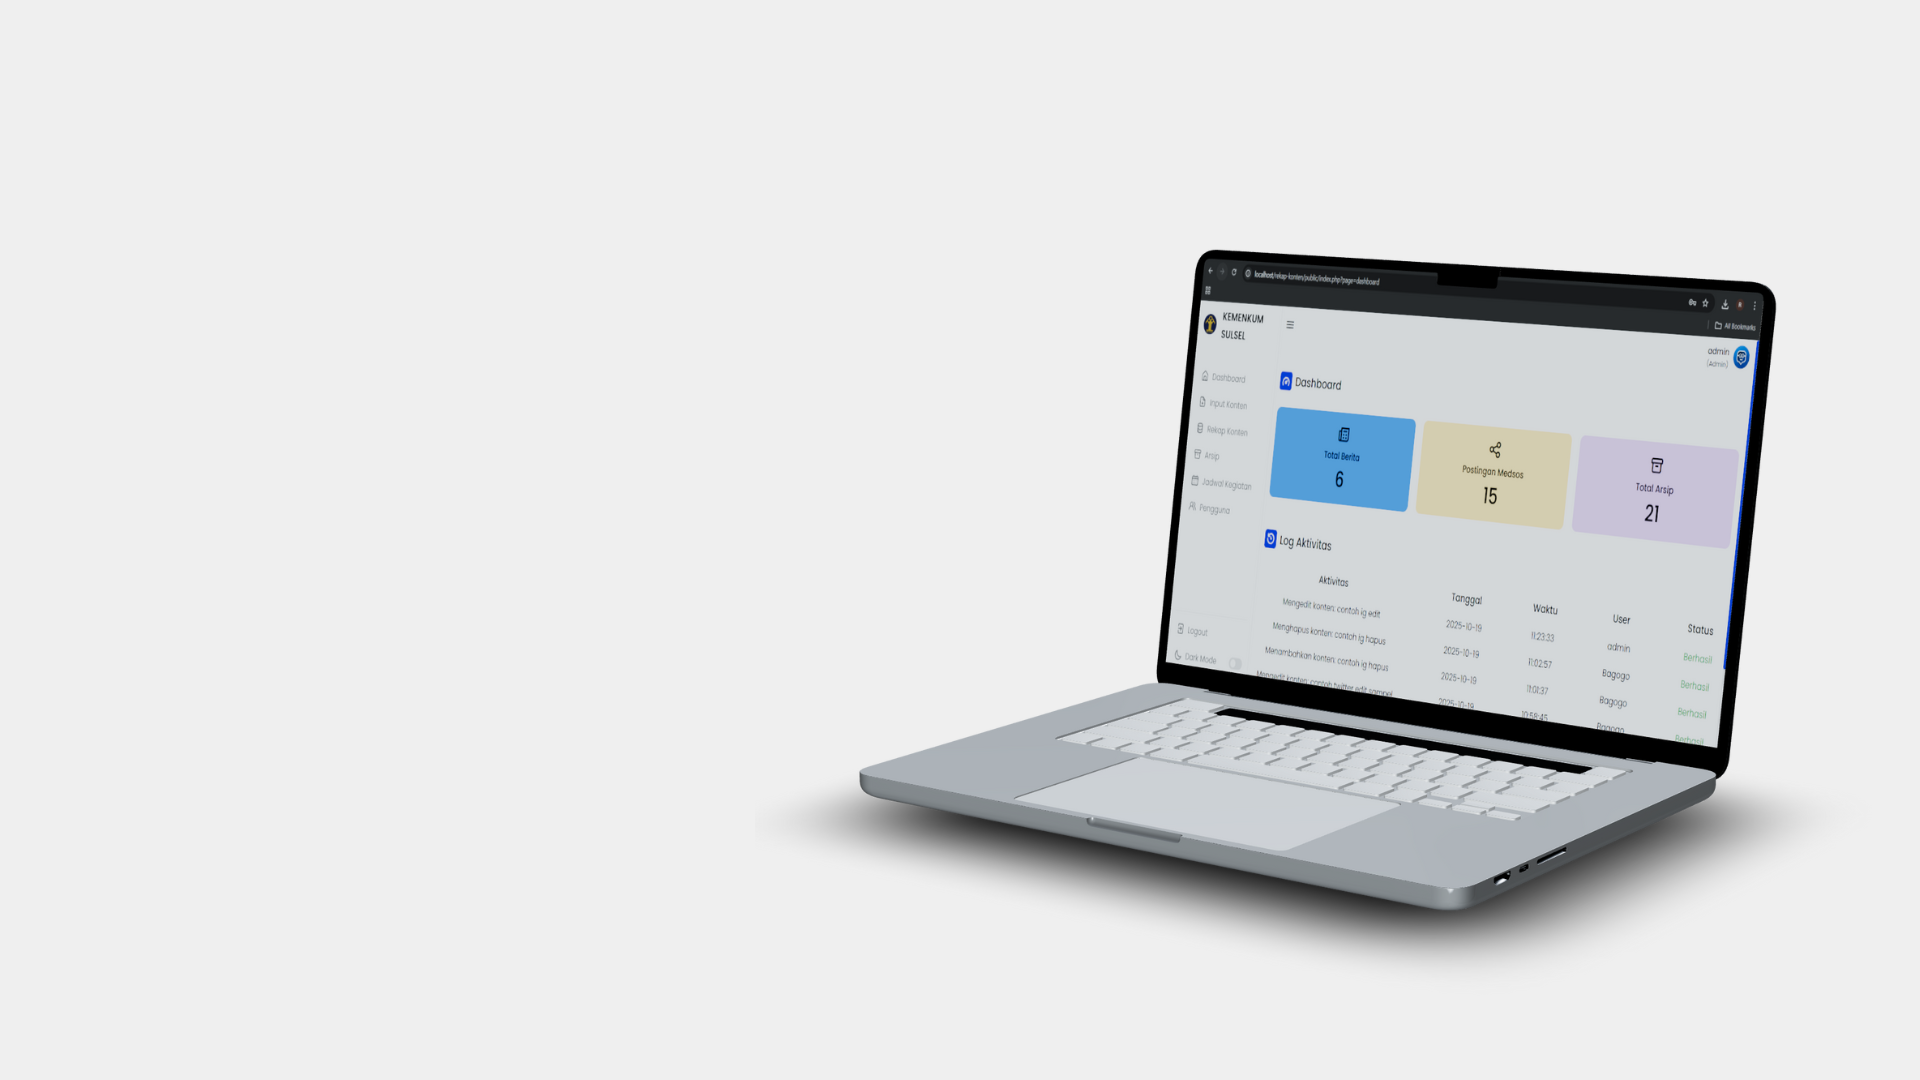 localhost/rekap-konten/public/index.php?page=dashboard
All Bookmarks
KEMENKUM
SULSEL
admin
(Admin)
Dashboard
Input Konten
Rekap Konten
Arsip
Jadwal Kegiatan
Pengguna
Logout
Dark Mode
Dashboard
Total Berita
6
Postingan Medsos
15
Total Arsip
21
Log Aktivitas
Aktivitas Tanggal Waktu User Status
Mengedit konten: contoh ig edit 2025-10-19 11:23:33 admin Berhasil
Menghapus konten: contoh ig hapus 2025-10-19 11:02:57 Bagogo Berhasil
Menambahkan konten: contoh ig hapus 2025-10-19 11:01:37 Bagogo Berhasil
Mengedit konten: contoh twitter edit sampel 2025-10-19 10:58:45 Bagogo Berhasil